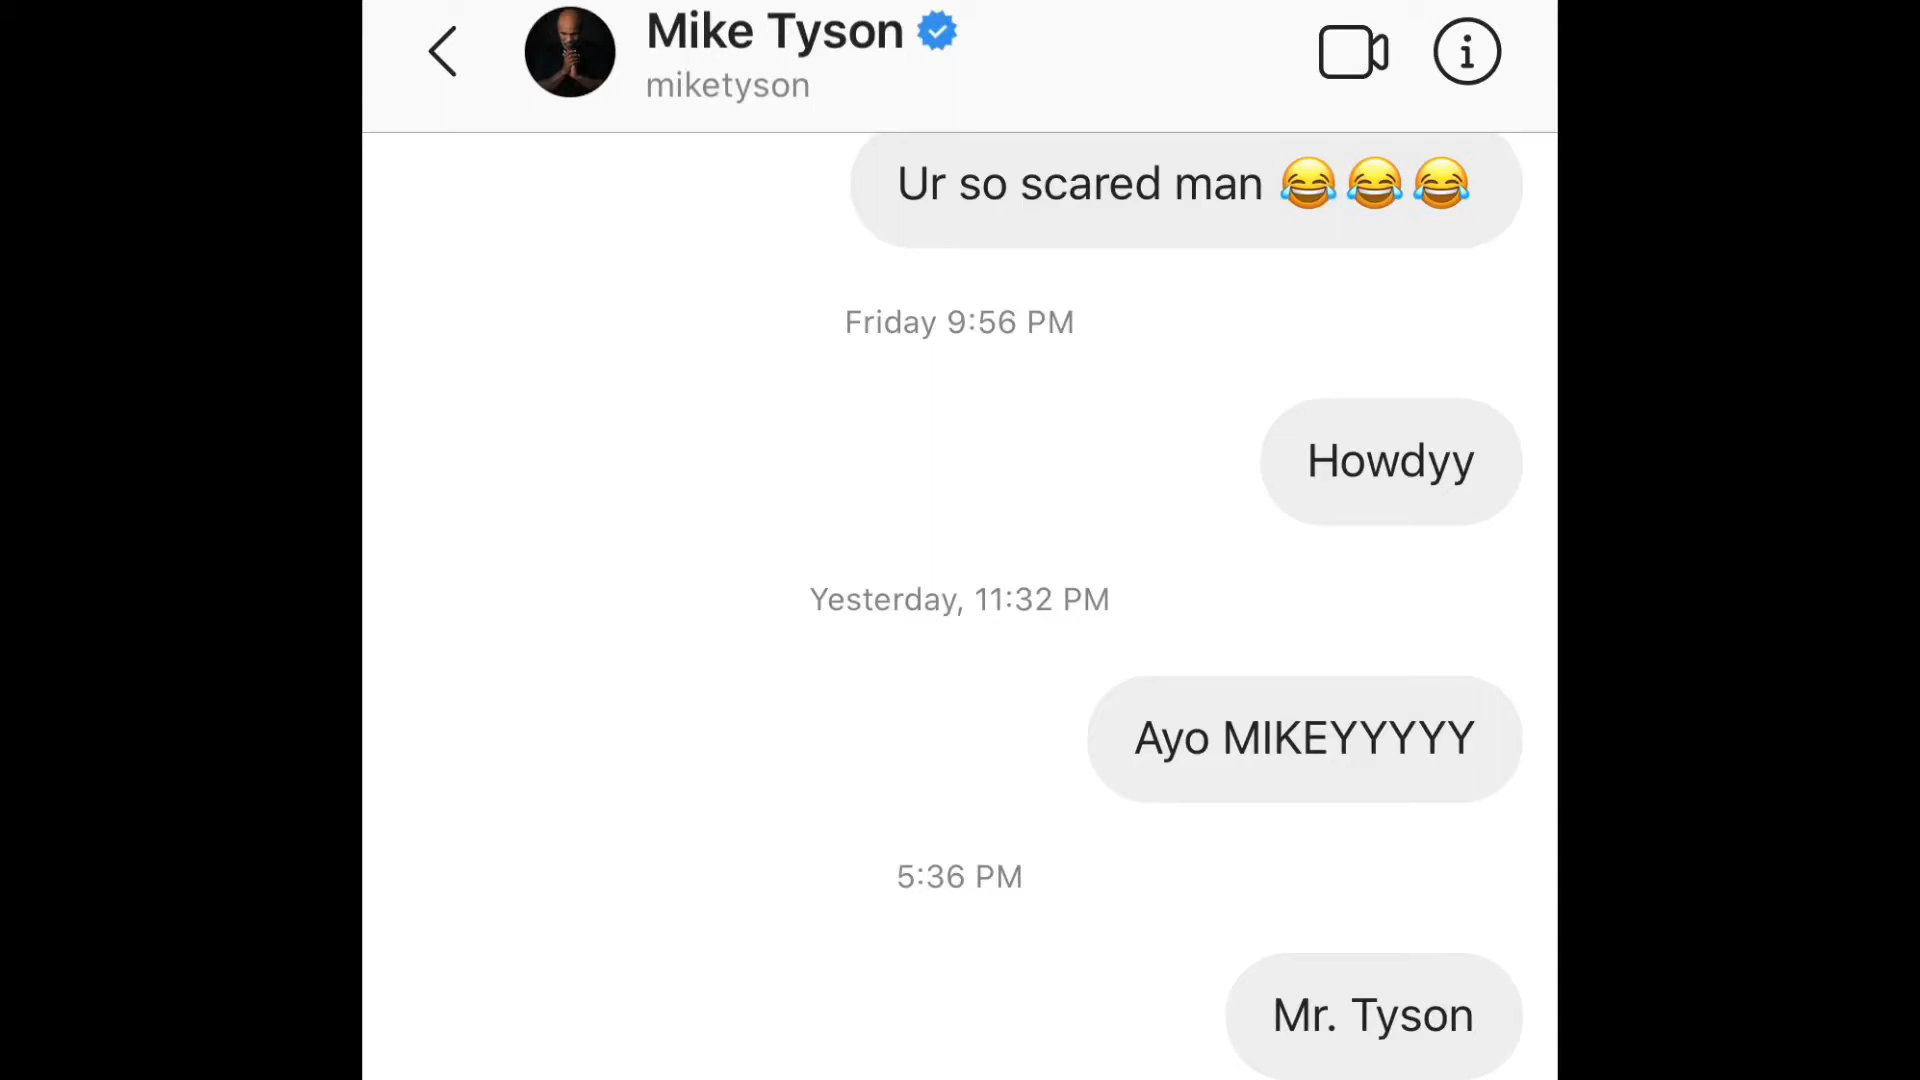 Mike Tyson
miketyson
Ur so scared man 😂😂😂
Friday 9:56 PM
Howdyy
Yesterday, 11:32 PM
Ayo MIKEYYYYY
5:36 PM
Mr. Tyson